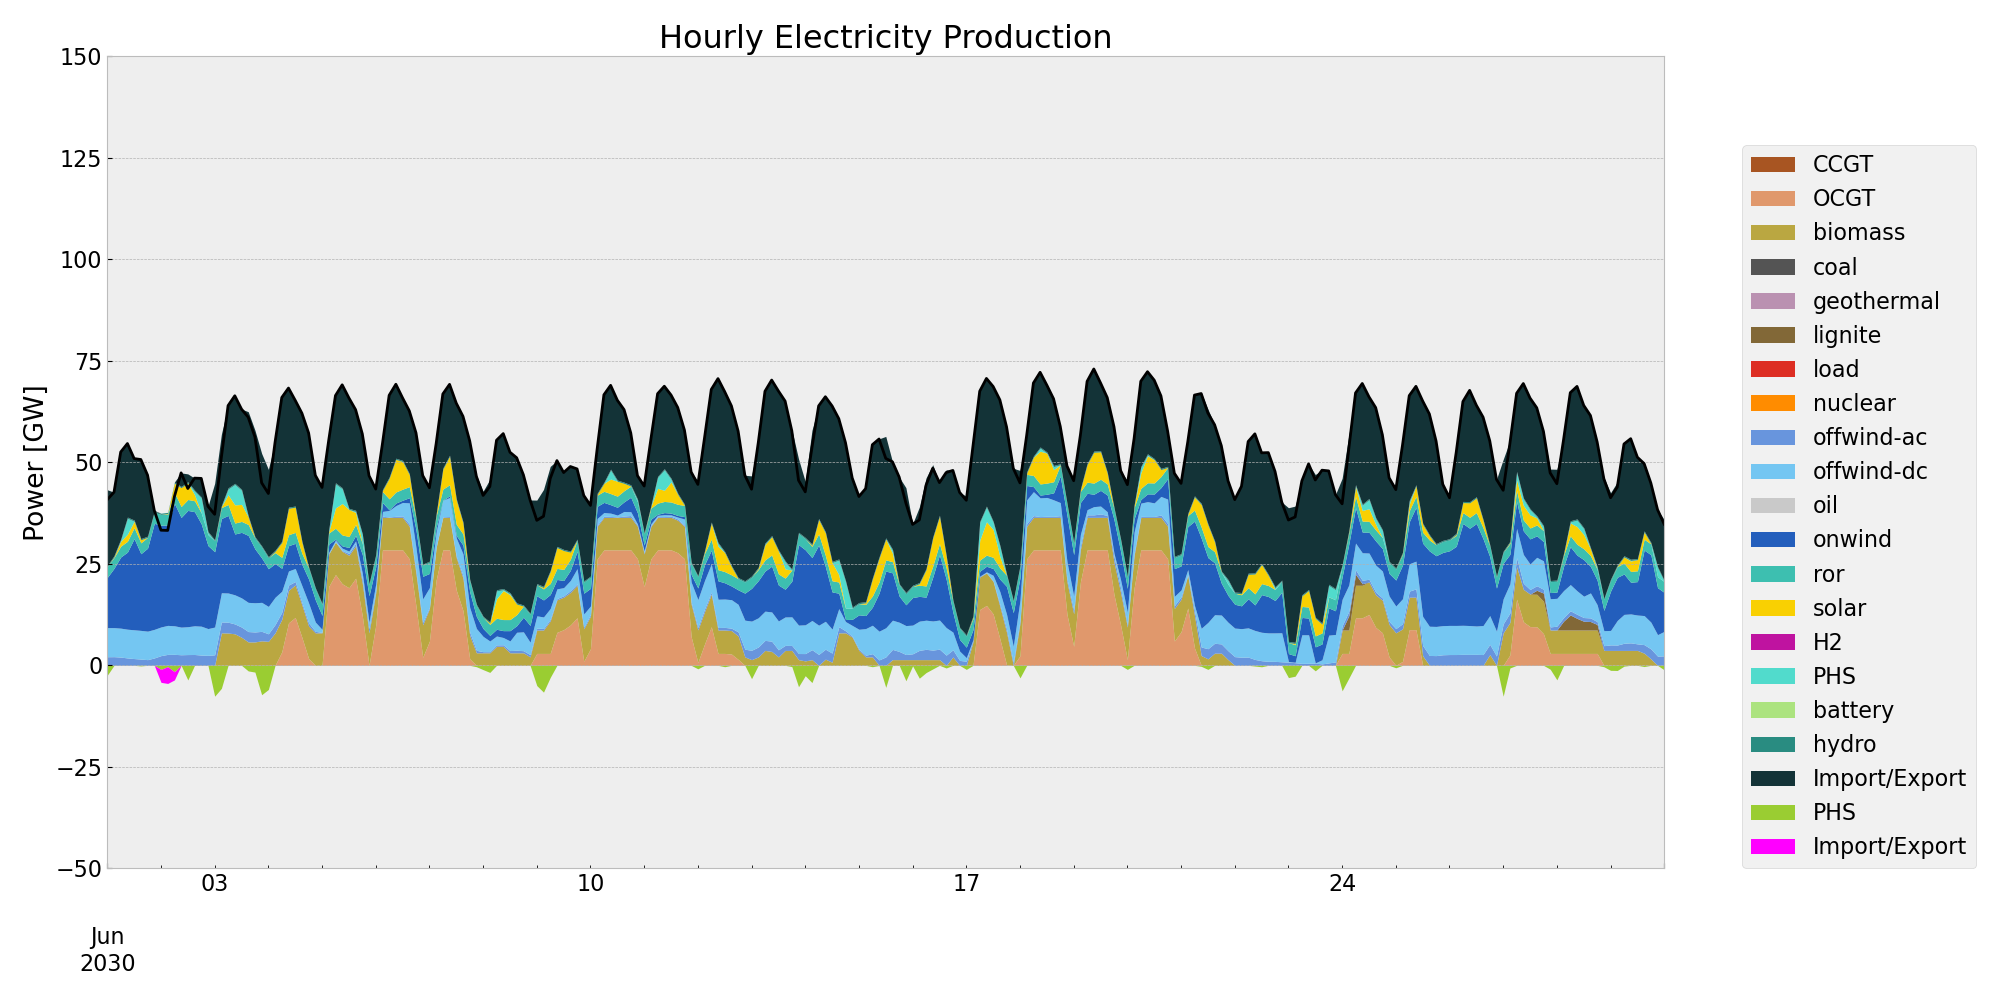 Hourly Electricity Production
Power [GW]
150
125
100
75
50
25
0
−25
−50
03
10
17
24
Jun
2030
CCGT
OCGT
biomass
coal
geothermal
lignite
load
nuclear
offwind-ac
offwind-dc
oil
onwind
ror
solar
H2
PHS
battery
hydro
Import/Export
PHS
Import/Export